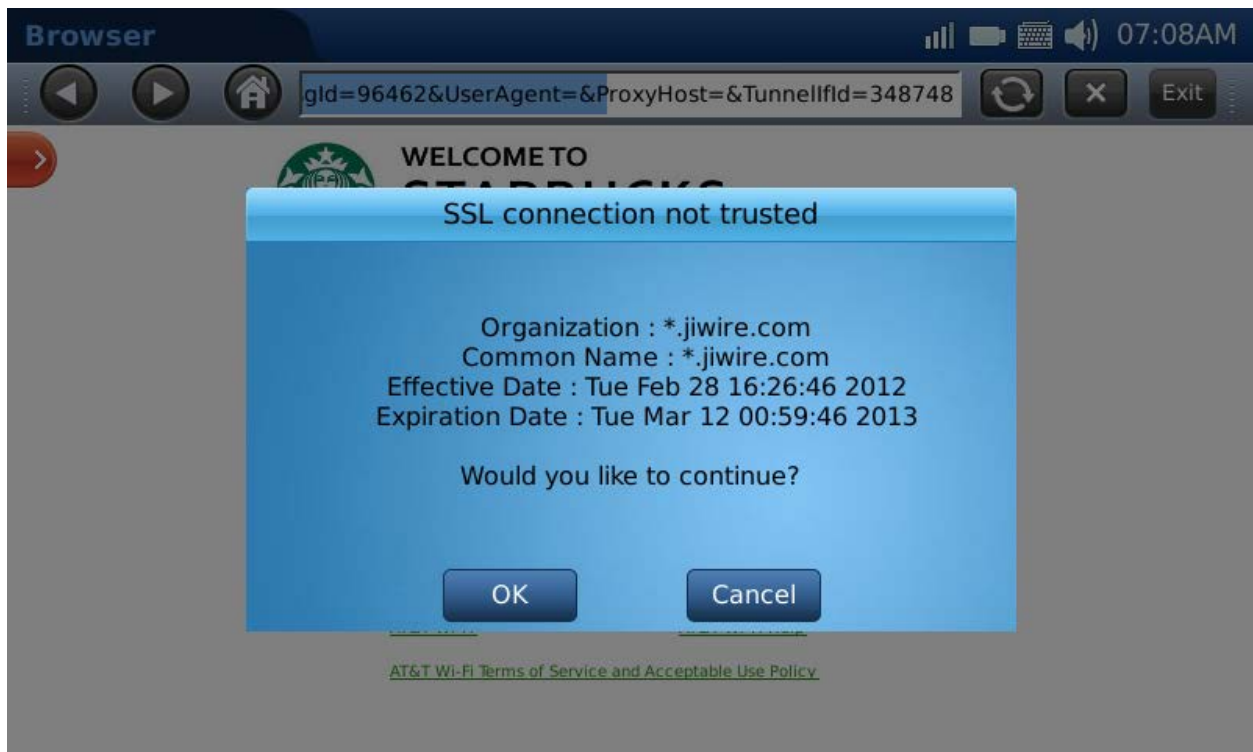 Browser
07:08AM
gId=96462&UserAgent=&ProxyHost=&TunnelIfId=348748
Exit
WELCOME TO
STARBUCKS
SSL connection not trusted
Organization : *.jiwire.com
Common Name : *.jiwire.com
Effective Date : Tue Feb 28 16:26:46 2012
Expiration Date : Tue Mar 12 00:59:46 2013
Would you like to continue?
OK Cancel
AT&T Wi-Fi Terms of Service and Acceptable Use Policy